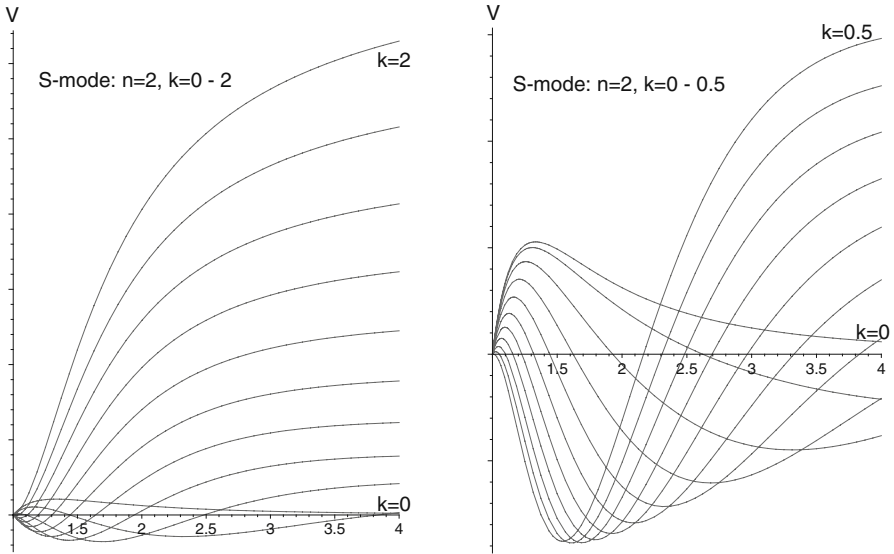 V
k=2
S-mode: n=2, k=0 - 2
k=0
1.5 2 2.5 3 3.5 4
V
k=0.5
S-mode: n=2, k=0 - 0.5
k=0
1.5 2 2.5 3 3.5 4